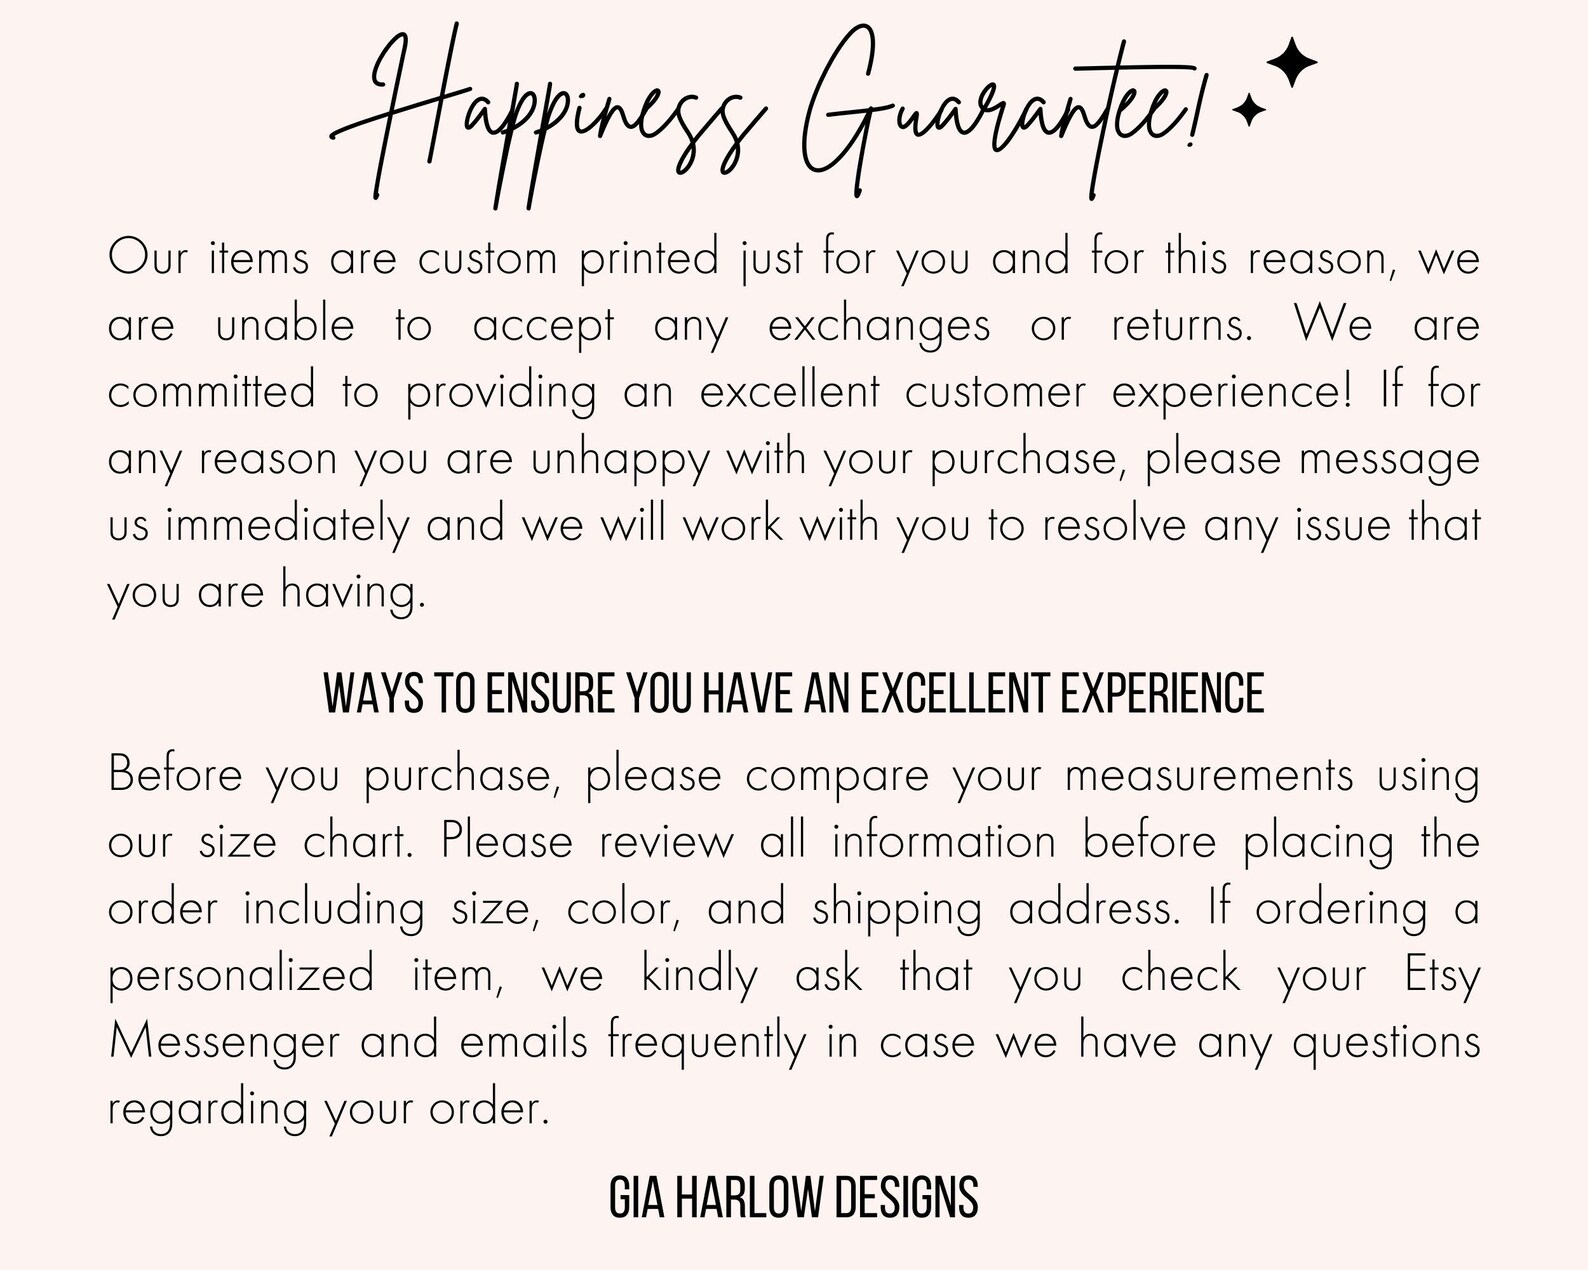 Happiness Guarantee!
Our items are custom printed just for you and for this reason, we
are unable to accept any exchanges or returns. We are
committed to providing an excellent customer experience! If for
any reason you are unhappy with your purchase, please message
us immediately and we will work with you to resolve any issue that
you are having.
WAYS TO ENSURE YOU HAVE AN EXCELLENT EXPERIENCE
Before you purchase, please compare your measurements using
our size chart. Please review all information before placing the
order including size, color, and shipping address. If ordering a
personalized item, we kindly ask that you check your Etsy
Messenger and emails frequently in case we have any questions
regarding your order.
GIA HARLOW DESIGNS